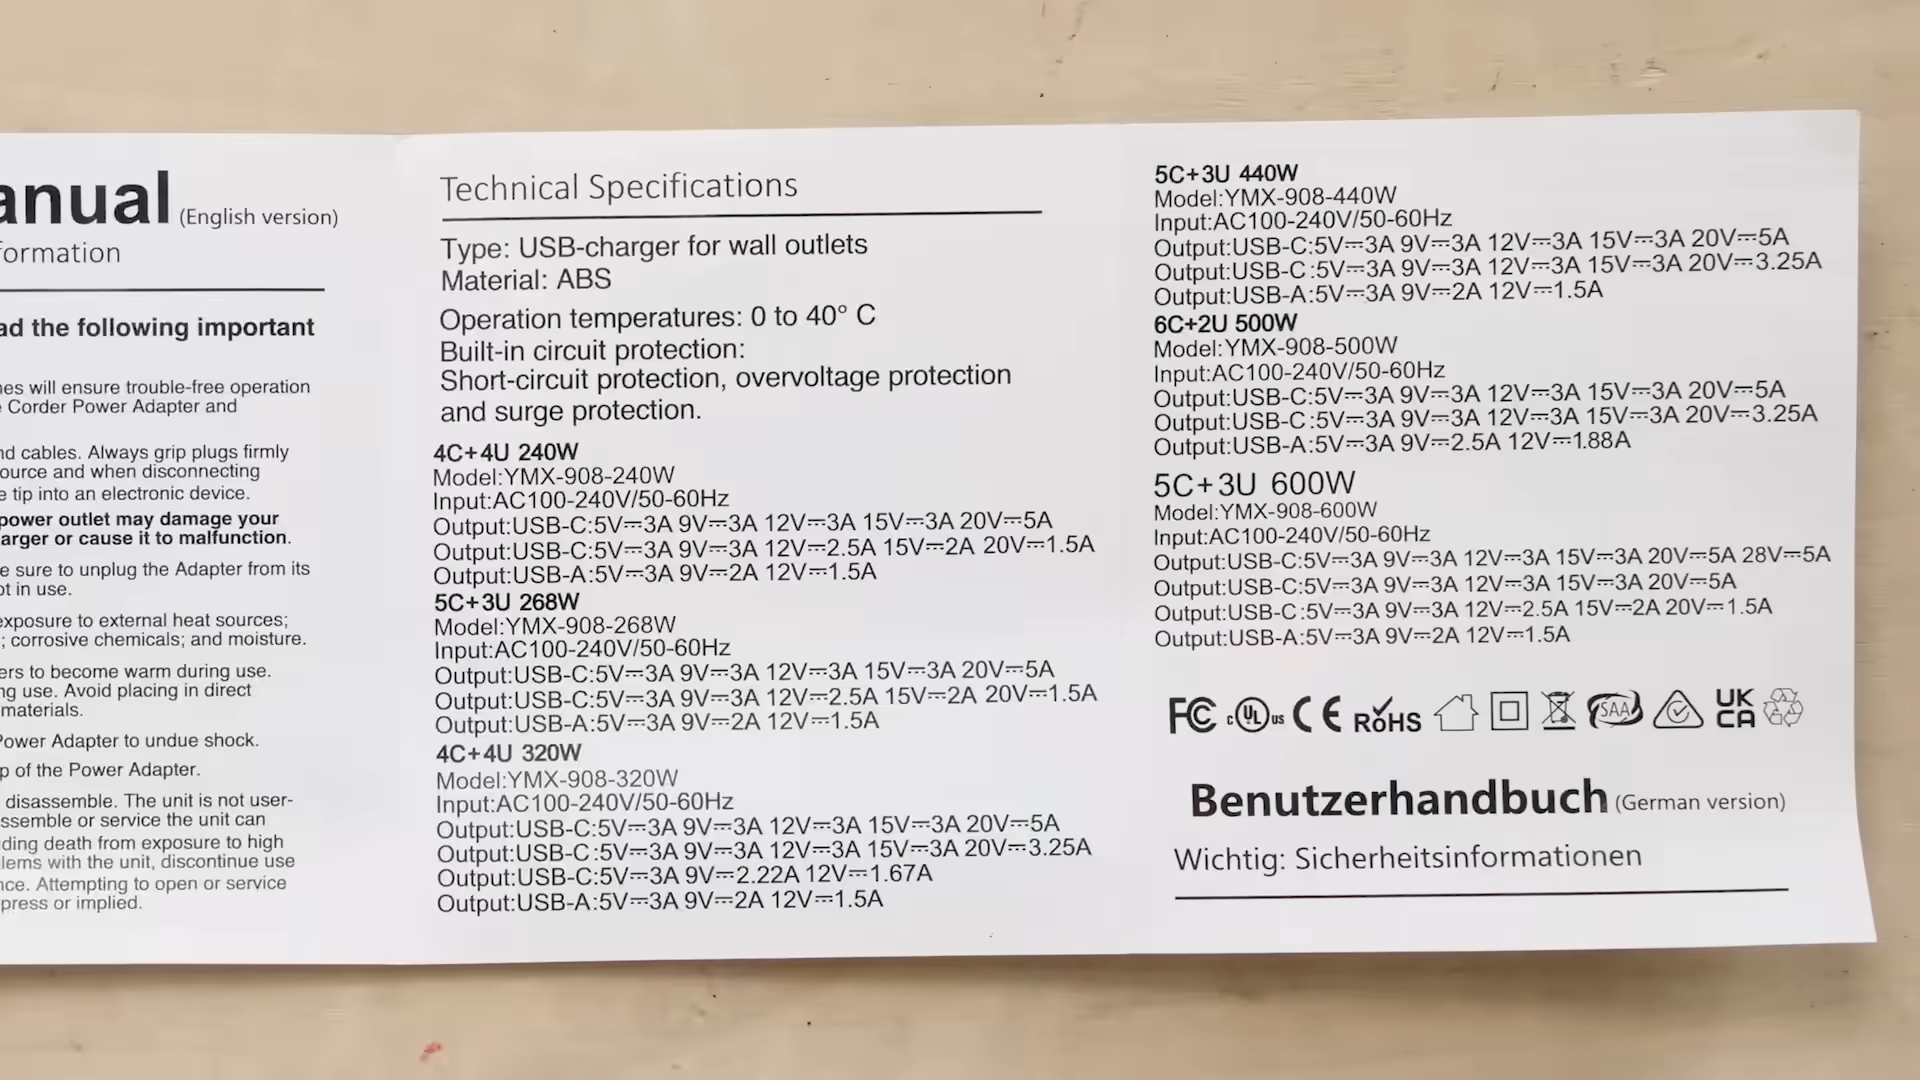 anual (English version)
formation
ad the following important
nes will ensure trouble-free operation
e Corder Power Adapter and
nd cables. Always grip plugs firmly
ource and when disconnecting
e tip into an electronic device.
power outlet may damage your
arger or cause it to malfunction.
e sure to unplug the Adapter from its
ot in use.
exposure to external heat sources;
; corrosive chemicals; and moisture.
ers to become warm during use.
ng use. Avoid placing in direct
materials.
Power Adapter to undue shock.
p of the Power Adapter.
disassemble. The unit is not user-
ssemble or service the unit can
ding death from exposure to high
lems with the unit, discontinue use
nce. Attempting to open or service
press or implied.
Technical Specifications
Type: USB-charger for wall outlets
Material: ABS
Operation temperatures: 0 to 40° C
Built-in circuit protection:
Short-circuit protection, overvoltage protection
and surge protection.
4C+4U 240W
Model:YMX-908-240W
Input:AC100-240V/50-60Hz
Output:USB-C:5V⎓3A 9V⎓3A 12V⎓3A 15V⎓3A 20V⎓5A
Output:USB-C:5V⎓3A 9V⎓3A 12V⎓2.5A 15V⎓2A 20V⎓1.5A
Output:USB-A:5V⎓3A 9V⎓2A 12V⎓1.5A
5C+3U 268W
Model:YMX-908-268W
Input:AC100-240V/50-60Hz
Output:USB-C:5V⎓3A 9V⎓3A 12V⎓3A 15V⎓3A 20V⎓5A
Output:USB-C:5V⎓3A 9V⎓3A 12V⎓2.5A 15V⎓2A 20V⎓1.5A
Output:USB-A:5V⎓3A 9V⎓2A 12V⎓1.5A
4C+4U 320W
Model:YMX-908-320W
Input:AC100-240V/50-60Hz
Output:USB-C:5V⎓3A 9V⎓3A 12V⎓3A 15V⎓3A 20V⎓5A
Output:USB-C:5V⎓3A 9V⎓3A 12V⎓3A 15V⎓3A 20V⎓3.25A
Output:USB-C:5V⎓3A 9V⎓2.22A 12V⎓1.67A
Output:USB-A:5V⎓3A 9V⎓2A 12V⎓1.5A
5C+3U 440W
Model:YMX-908-440W
Input:AC100-240V/50-60Hz
Output:USB-C:5V⎓3A 9V⎓3A 12V⎓3A 15V⎓3A 20V⎓5A
Output:USB-C:5V⎓3A 9V⎓3A 12V⎓3A 15V⎓3A 20V⎓3.25A
Output:USB-A:5V⎓3A 9V⎓2A 12V⎓1.5A
6C+2U 500W
Model:YMX-908-500W
Input:AC100-240V/50-60Hz
Output:USB-C:5V⎓3A 9V⎓3A 12V⎓3A 15V⎓3A 20V⎓5A
Output:USB-C:5V⎓3A 9V⎓3A 12V⎓3A 15V⎓3A 20V⎓3.25A
Output:USB-A:5V⎓3A 9V⎓2.5A 12V⎓1.88A
5C+3U 600W
Model:YMX-908-600W
Input:AC100-240V/50-60Hz
Output:USB-C:5V⎓3A 9V⎓3A 12V⎓3A 15V⎓3A 20V⎓5A 28V⎓5A
Output:USB-C:5V⎓3A 9V⎓3A 12V⎓3A 15V⎓3A 20V⎓5A
Output:USB-C:5V⎓3A 9V⎓3A 12V⎓2.5A 15V⎓2A 20V⎓1.5A
Output:USB-A:5V⎓3A 9V⎓2A 12V⎓1.5A
FC c UL us CE RoHS SAA UK CA
Benutzerhandbuch (German version)
Wichtig: Sicherheitsinformationen